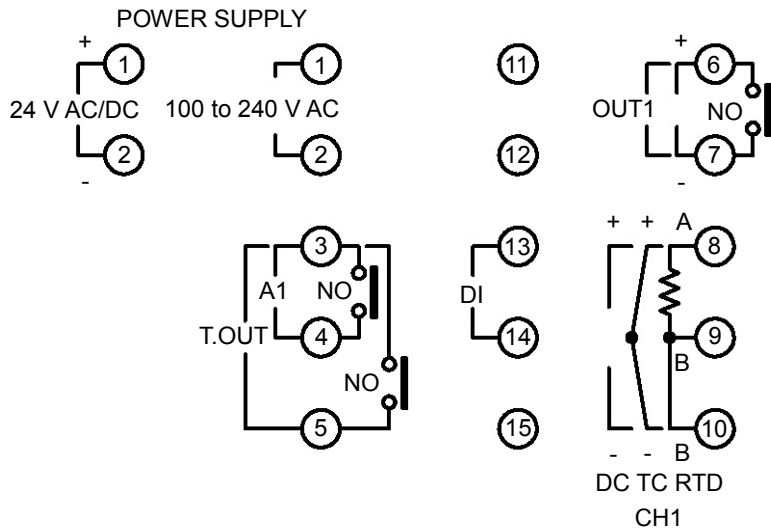 POWER SUPPLY
+ 1 1 11 + 6
24 V AC/DC 100 to 240 V AC OUT1 NO
2 2 12 7
- -
+ + A
3 13 8
A1 NO DI
T.OUT 4 14 9
NO B
5 15 10
- - B
DC TC RTD
CH1